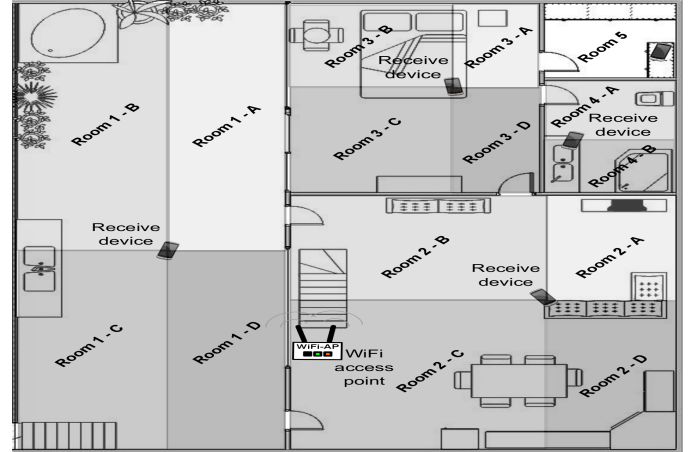 Room 3 - B
Room 3 - A
Room 5
Receive
device
Room 1 - B
Room 1 - A
Room 4 - A
Receive
device
Room 3 - C
Room 3 - D
Room 4 - B
Receive
device
Room 2 - B
Room 2 - A
Receive
device
Room 1 - C
Room 1 - D
WiFi-AP
WiFi
access
point
Room 2 - C
Room 2 - D